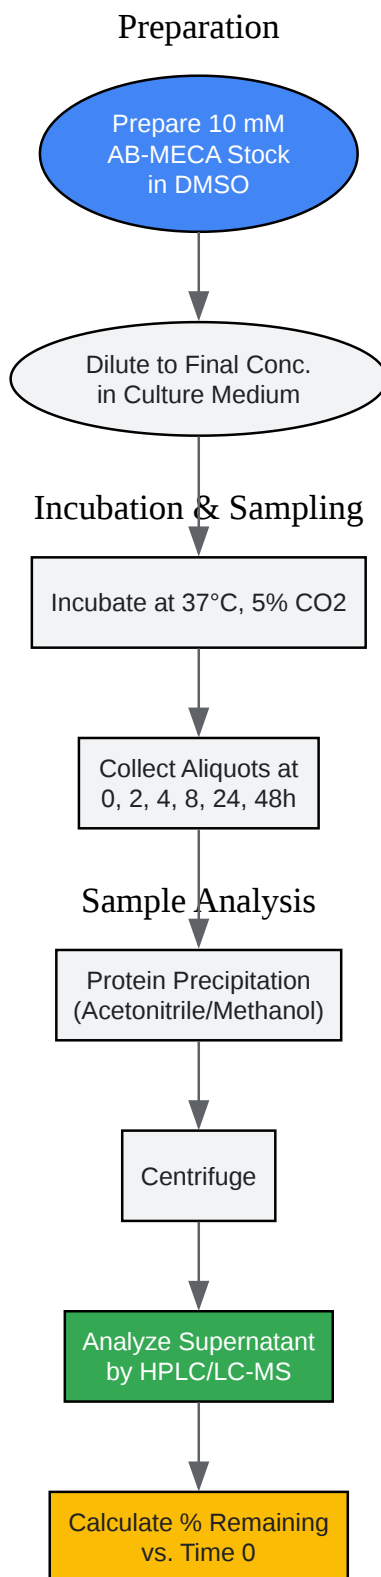 Preparation
Prepare 10 mM
AB-MECA Stock
in DMSO
Dilute to Final Conc.
in Culture Medium
Incubation & Sampling
Incubate at 37°C, 5% CO2
Collect Aliquots at
0, 2, 4, 8, 24, 48h
Sample Analysis
Protein Precipitation
(Acetonitrile/Methanol)
Centrifuge
Analyze Supernatant
by HPLC/LC-MS
Calculate % Remaining
vs. Time 0